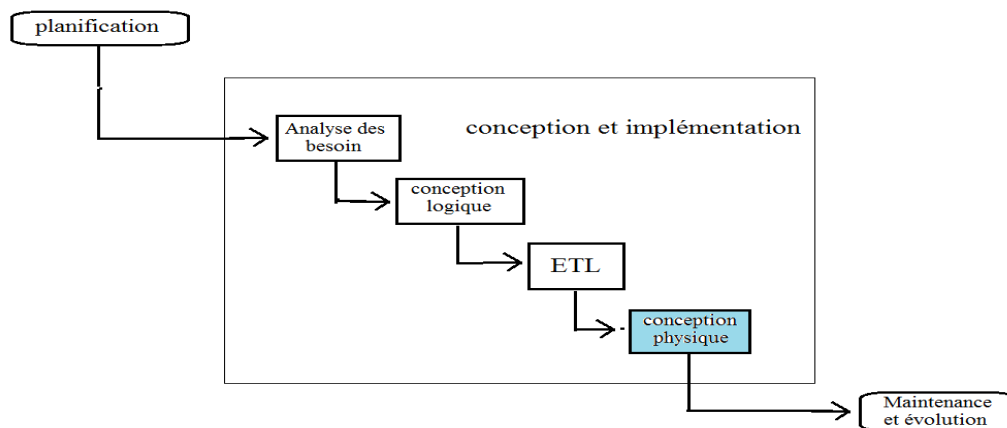 planification
conception et implémentation
Analyse des
besoin
conception
logique
ETL
conception
physique
Maintenance
et évolution